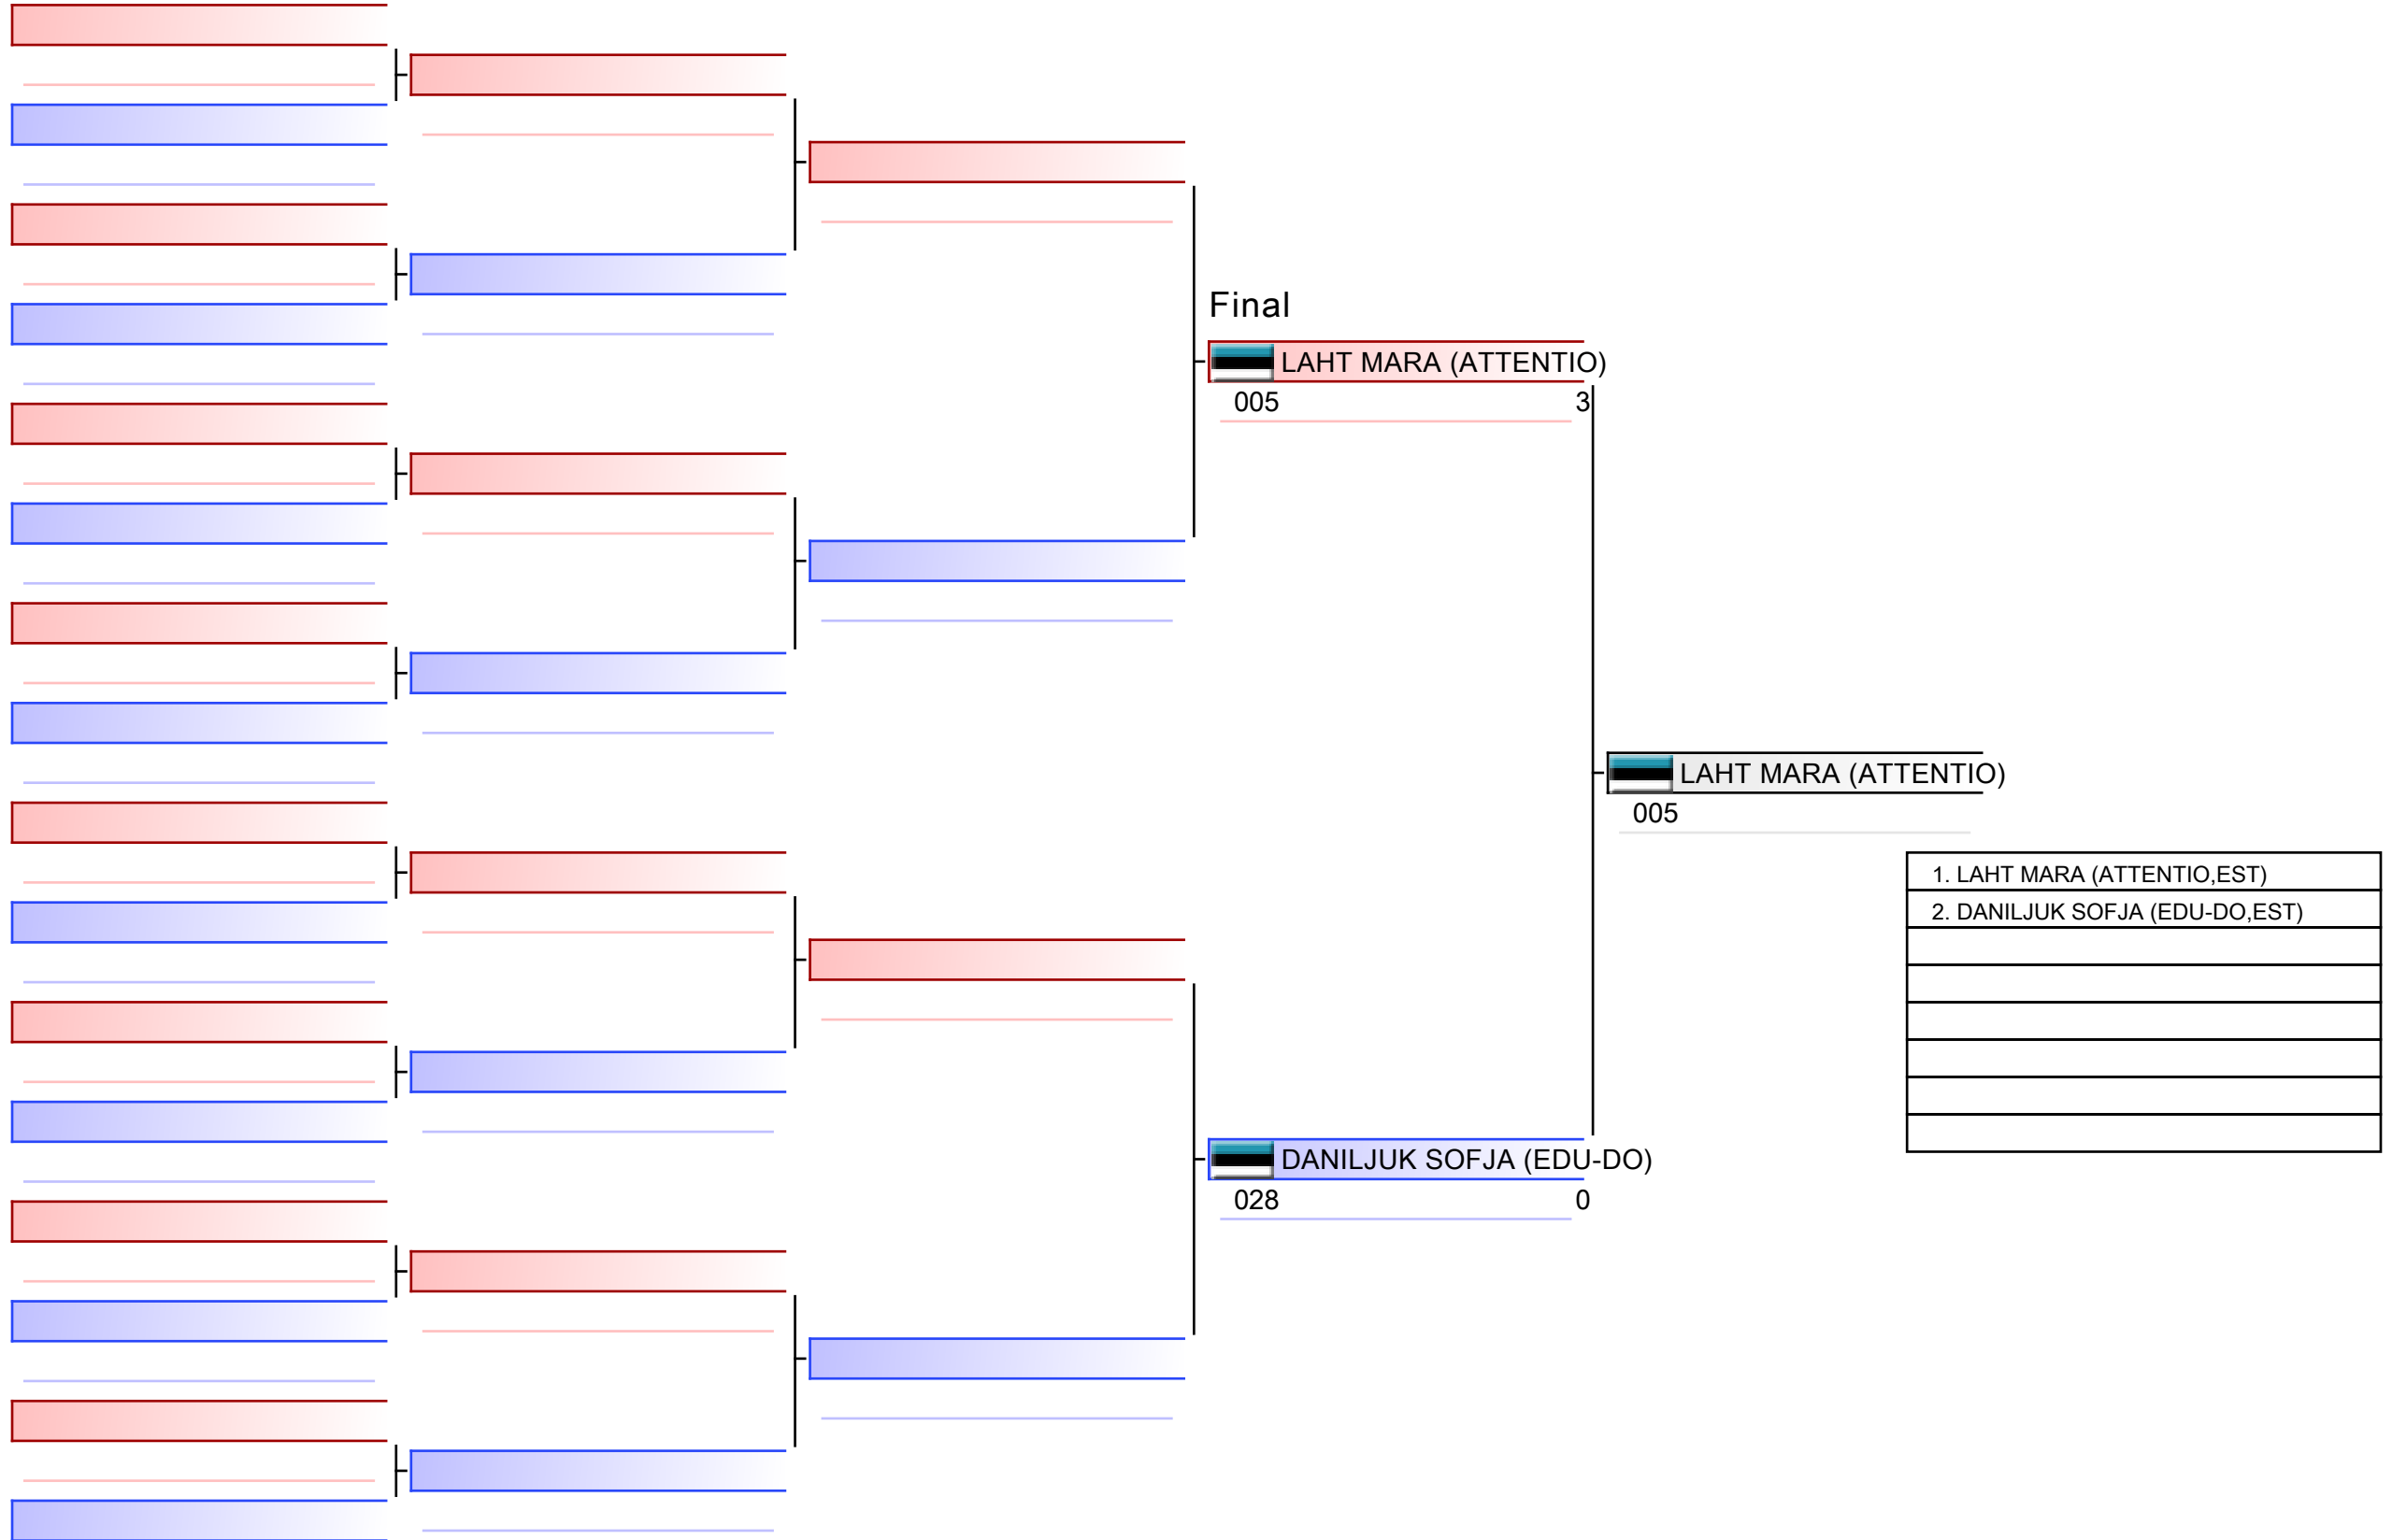 Final
LAHT MARA (ATTENTIO)
005 3
LAHT MARA (ATTENTIO)
005
1. LAHT MARA (ATTENTIO,EST)
2. DANILJUK SOFJA (EDU-DO,EST)
DANILJUK SOFJA (EDU-DO)
028 0